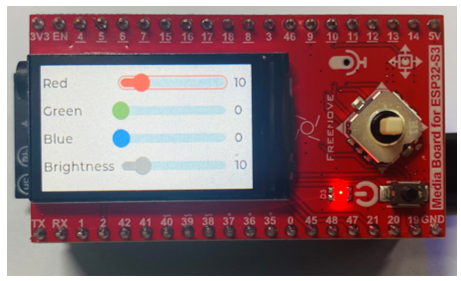 3V3 EN 4 5 6 7 15 16 17 18 8 3 46 9 10 11 12 13 14 5V
Red 10
Green 0
Blue 0
Brightness 10
FREENOVE
Media Board for ESP32-S3
TX RX 1 2 42 41 40 39 38 37 36 35 0 45 48 47 21 20 19 GND